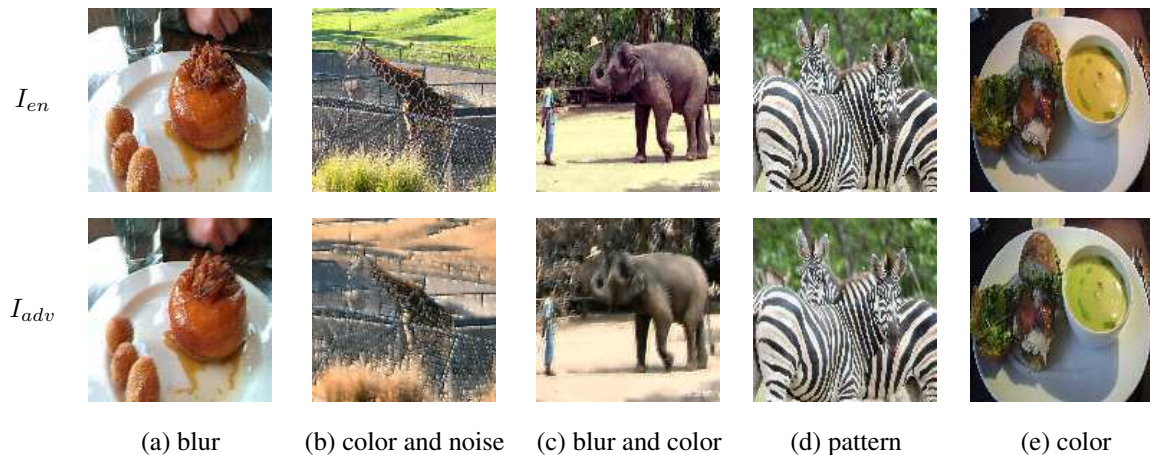 I_en
I_adv
(a) blur
(b) color and noise
(c) blur and color
(d) pattern
(e) color